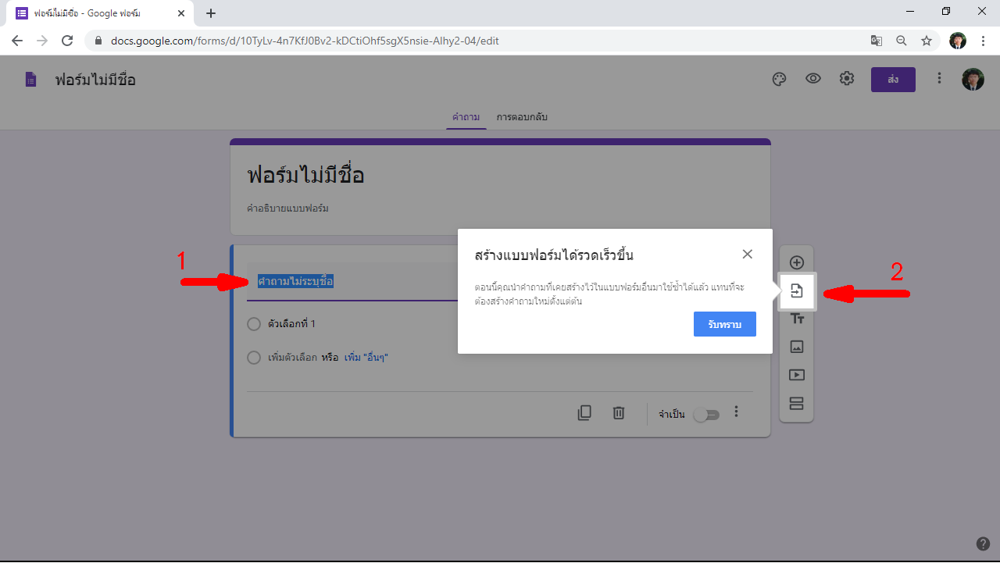 ฟอร์มไม่มีชื่อ - Google ฟอร์ม
docs.google.com/forms/d/10TyLv-4n7KfJ0Bv2-kDCtiOhf5sgX5nsie-Alhy2-04/edit
ฟอร์มไม่มีชื่อ
ส่ง
คำถาม การตอบกลับ
ฟอร์มไม่มีชื่อ
คำอธิบายแบบฟอร์ม
สร้างแบบฟอร์มได้รวดเร็วขึ้น
ตอนนี้คุณนำคำถามที่เคยสร้างไว้ในแบบฟอร์มอื่นมาใช้ซ้ำได้แล้ว แทนที่จะ
ต้องสร้างคำถามใหม่ตั้งแต่ต้น
รับทราบ
1
2
คำถามไม่ระบุชื่อ
ตัวเลือกที่ 1
เพิ่มตัวเลือก หรือ เพิ่ม "อื่นๆ"
จำเป็น
Tт